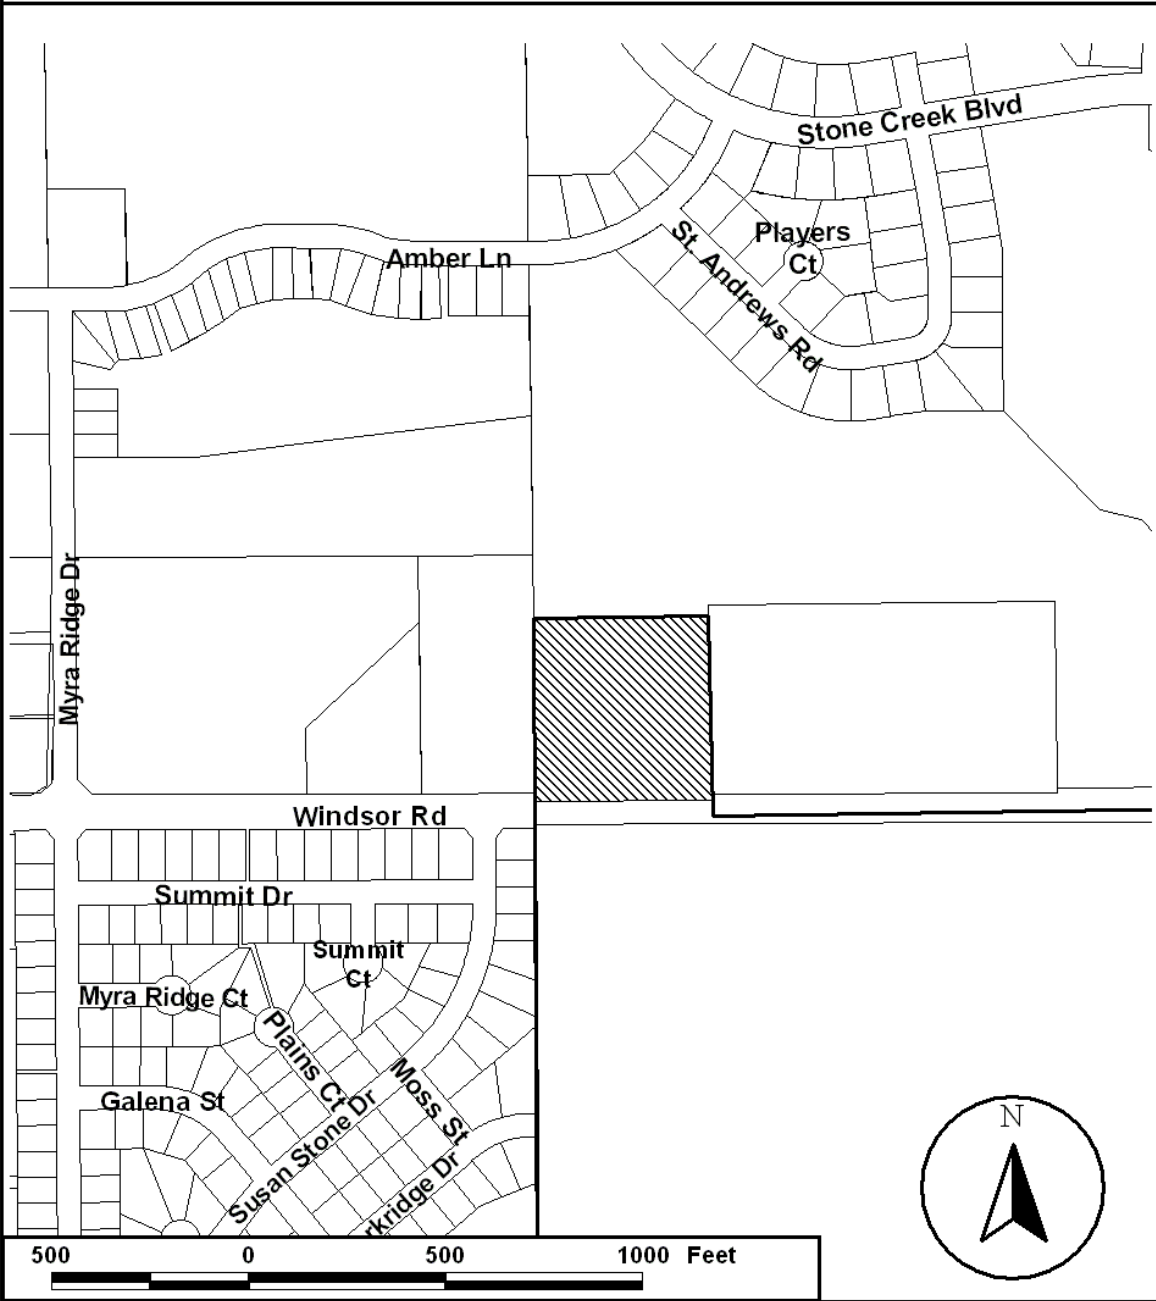 Stone Creek Blvd
Players
Ct
Amber Ln
St. Andrews Rd
Myra Ridge Dr
Windsor Rd
Summit Dr
Summit
Ct
Myra Ridge Ct
Plains Ct
Moss St
Galena St
Susan Stone Dr
rkridge Dr
N
500 0 500 1000 Feet